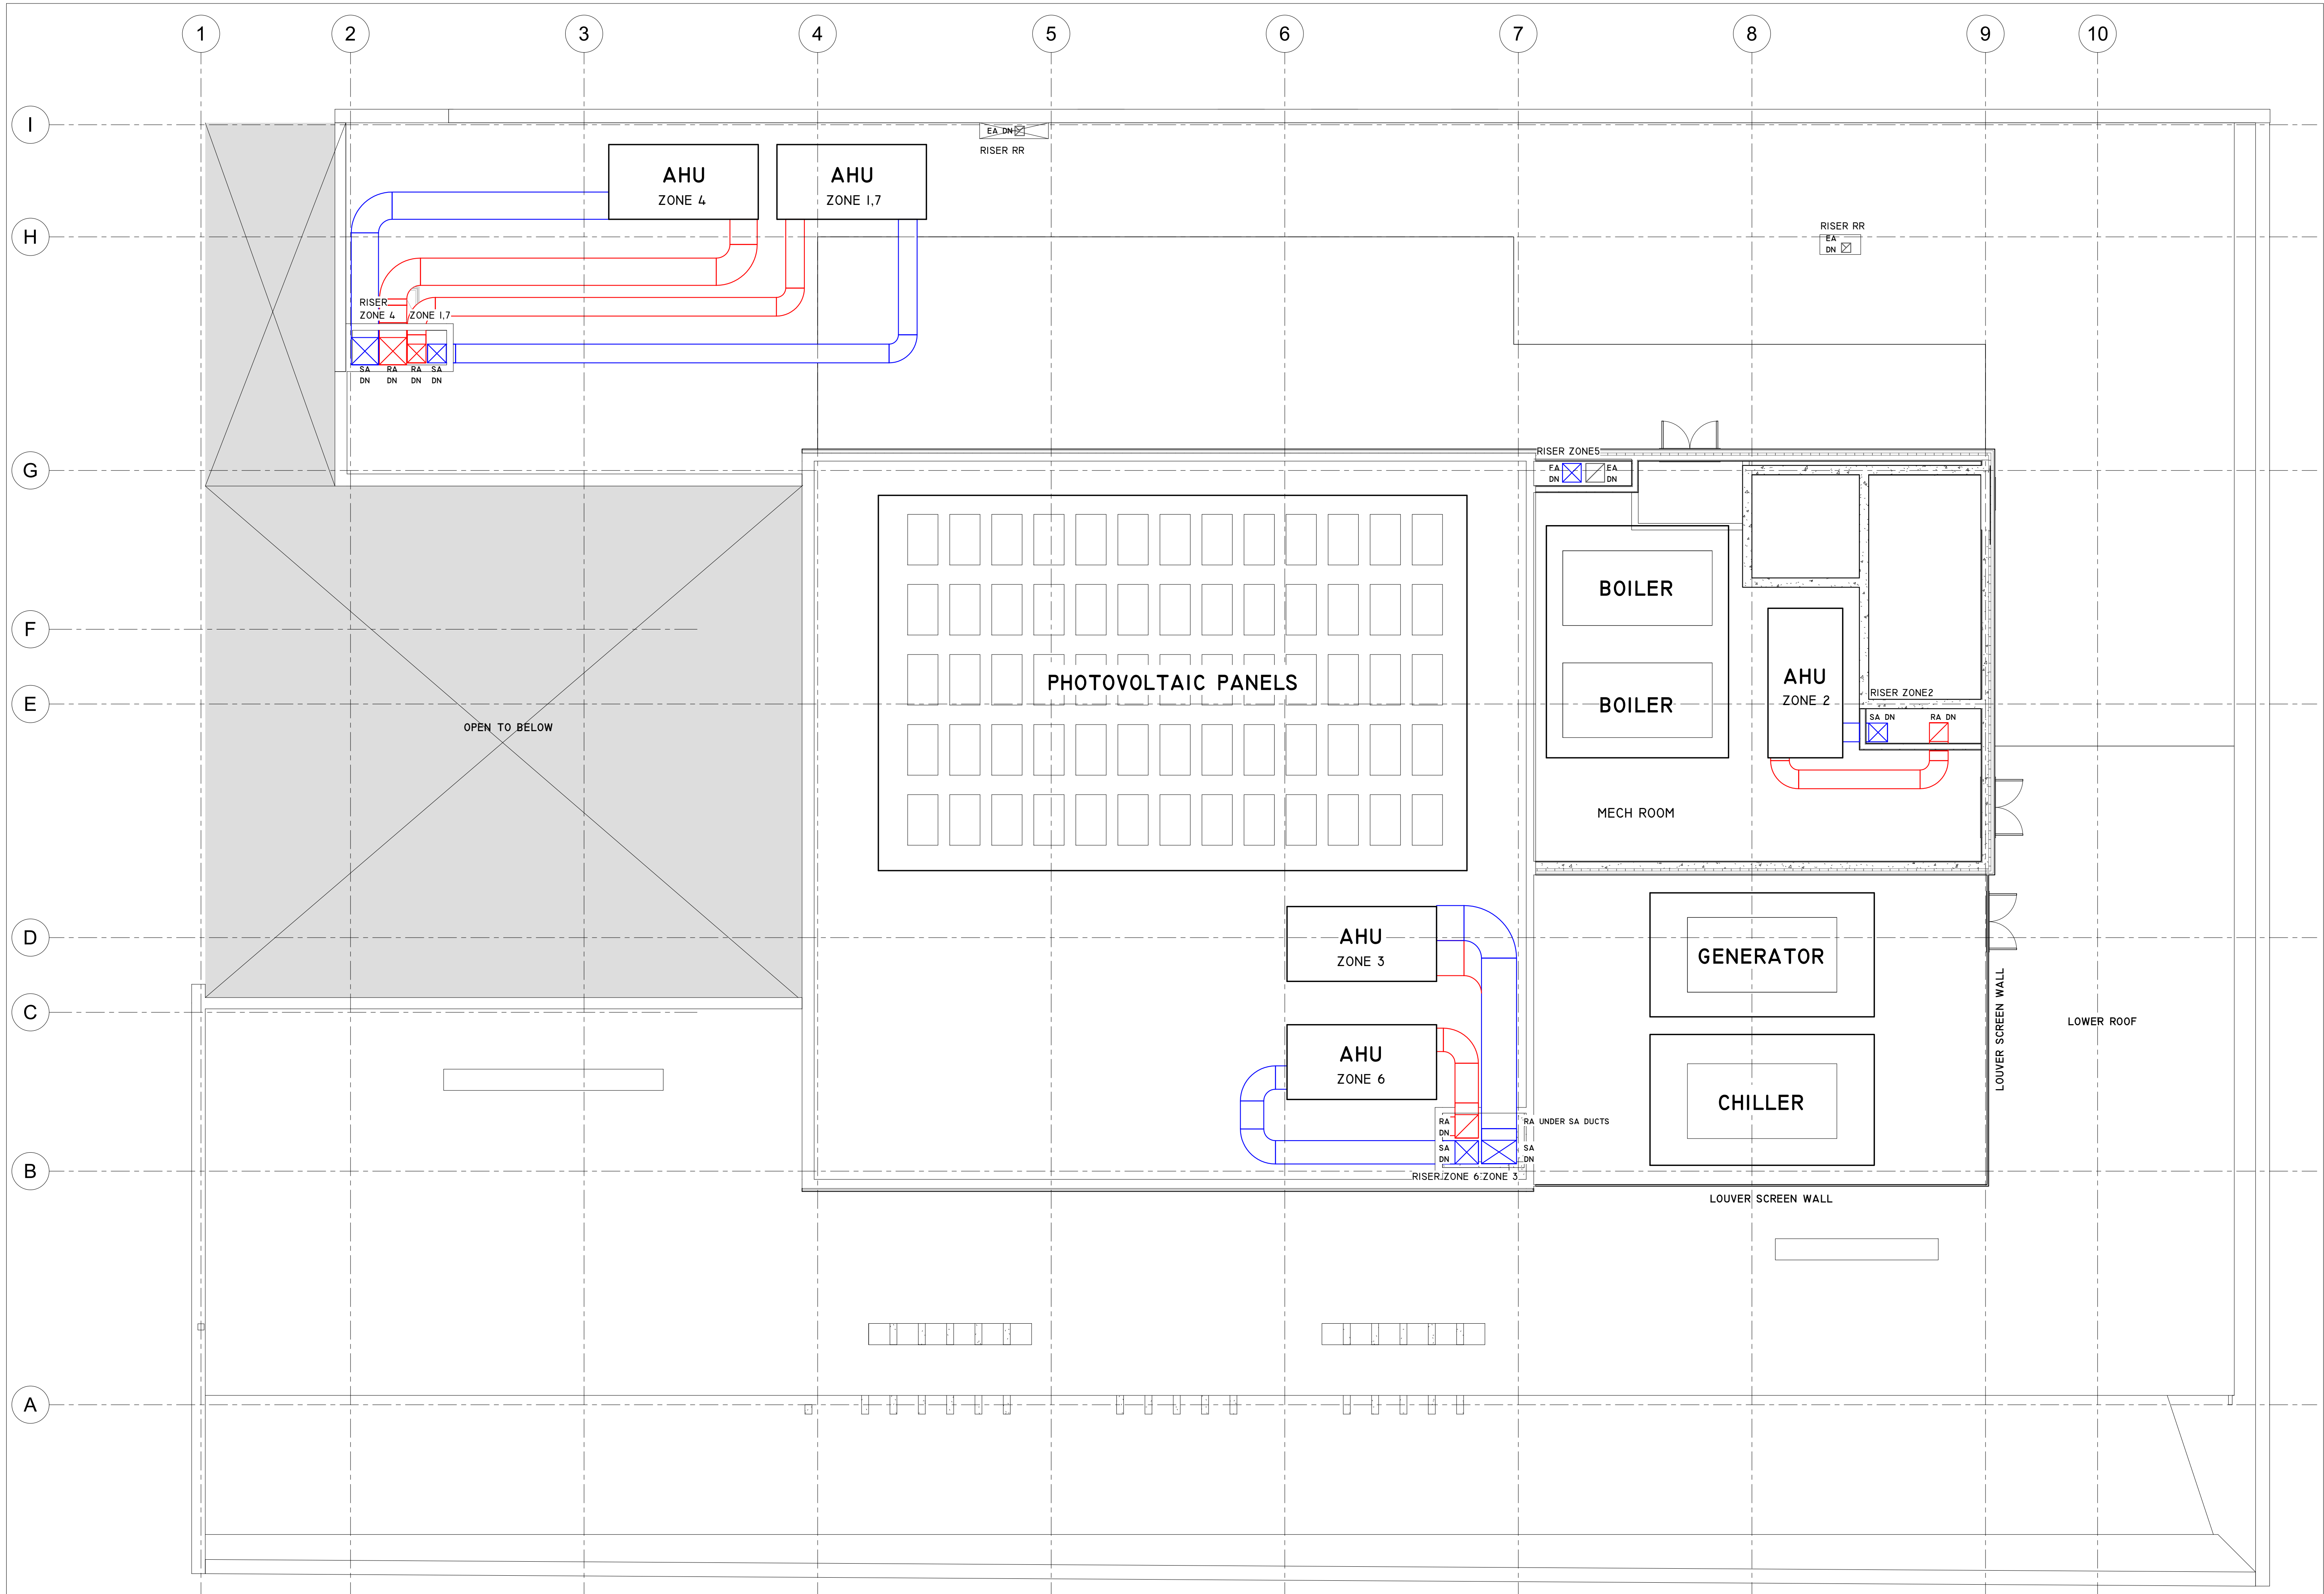 1 2 3 4 5 6 7 8 9 10
I
EA DN
RISER RR
AHU
ZONE 4
AHU
ZONE 1,7
H
RISER RR
EA
DN
RISER
ZONE 4 ZONE 1,7
SA RA RA SA
DN DN DN DN
G
RISER ZONE5
EA
DN
EA
DN
BOILER
F
PHOTOVOLTAIC PANELS
AHU
ZONE 2
RISER ZONE2
E
BOILER
SA DN RA DN
OPEN TO BELOW
MECH ROOM
D
AHU
ZONE 3
GENERATOR
LOUVER SCREEN WALL
C
LOWER ROOF
AHU
ZONE 6
CHILLER
RA
DN
RA UNDER SA DUCTS
SA
DN
SA
DN
B
RISER ZONE 6 ZONE 3
LOUVER SCREEN WALL
A